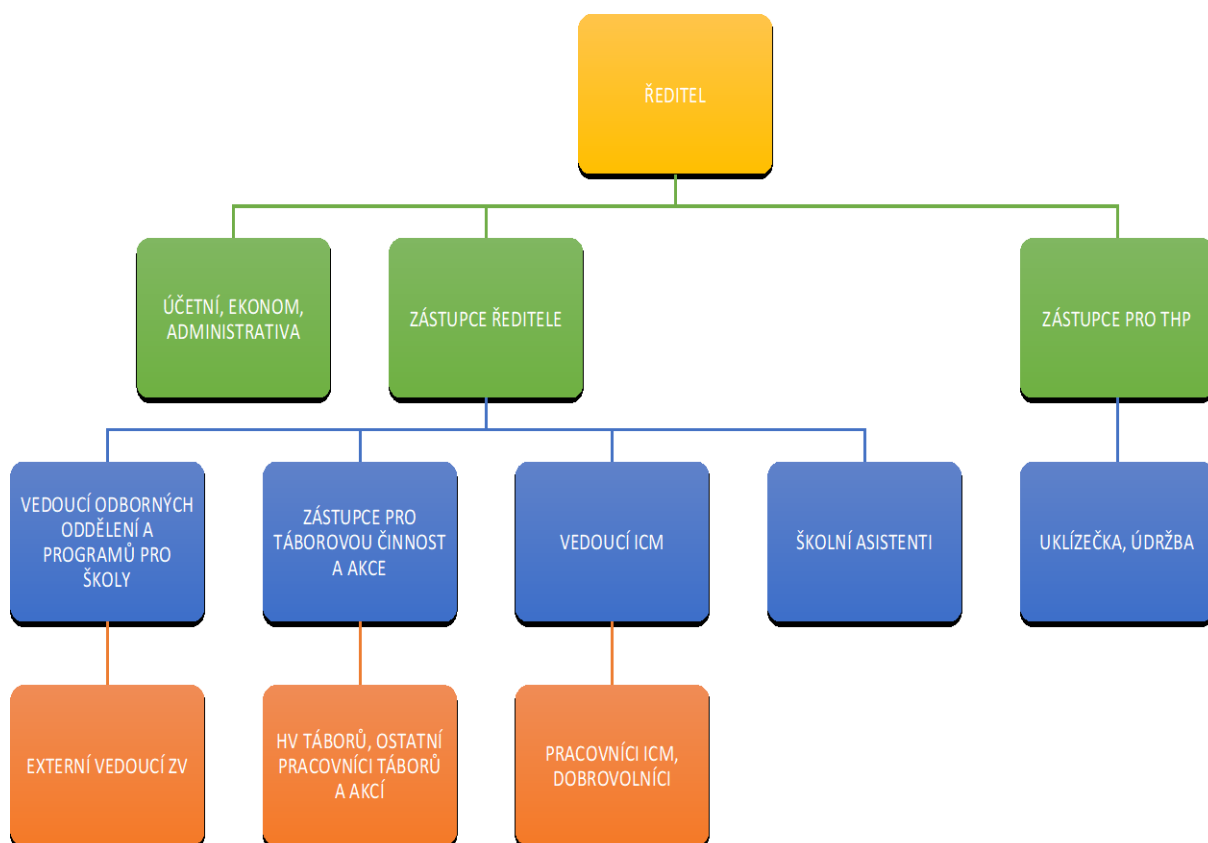 ŘEDITEL
ÚČETNÍ, EKONOM,
ADMINISTRATIVA
ZÁSTUPCE ŘEDITELE
ZÁSTUPCE PRO THP
VEDOUCÍ ODBORNÝCH
ODDĚLENÍ A
PROGRAMŮ PRO
ŠKOLY
ZÁSTUPCE PRO
TÁBOROVOU ČINNOST
A AKCE
VEDOUCÍ ICM
ŠKOLNÍ ASISTENTI
UKLÍZEČKA, ÚDRŽBA
EXTERNÍ VEDOUCÍ ZV
HV TÁBORŮ, OSTATNÍ
PRACOVNÍCI TÁBORŮ
A AKCÍ
PRACOVNÍCI ICM,
DOBROVOLNÍCI